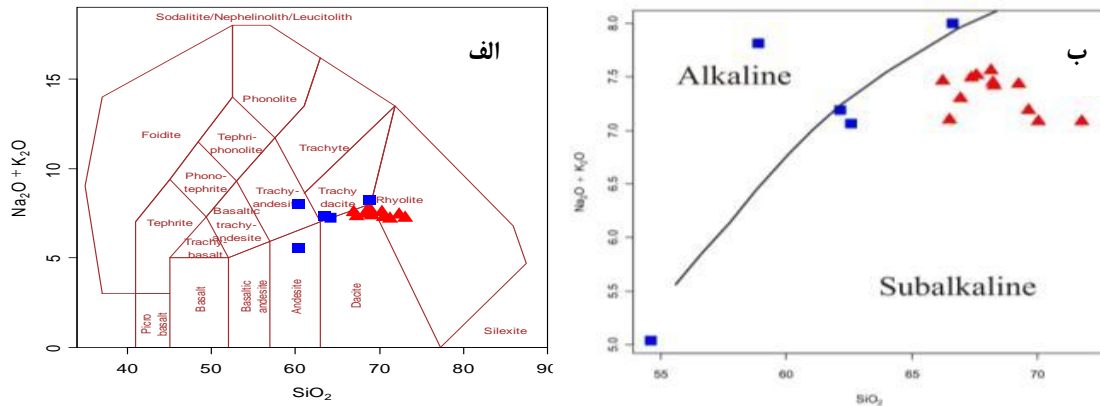 الف
Sodalitite/Nephelinolith/Leucitolith
Phonolite
Foidite
Tephri-
phonolite
Trachyte
Phono-
tephrite
Trachy-
andesite
Trachy
dacite
Rhyolite
Tephrite
Basaltic
trachy-
andesite
Trachy-
basalt
Picro
basalt
Basalt
Basaltic
andesite
Andesite
Dacite
Silexite
Na₂O + K₂O
0
5
10
15
40
50
60
70
80
90
SiO₂
ب
Alkaline
Subalkaline
Na₂O + K₂O
8.0
7.5
7.0
6.5
6.0
5.5
5.0
55
60
65
70
SiO₂